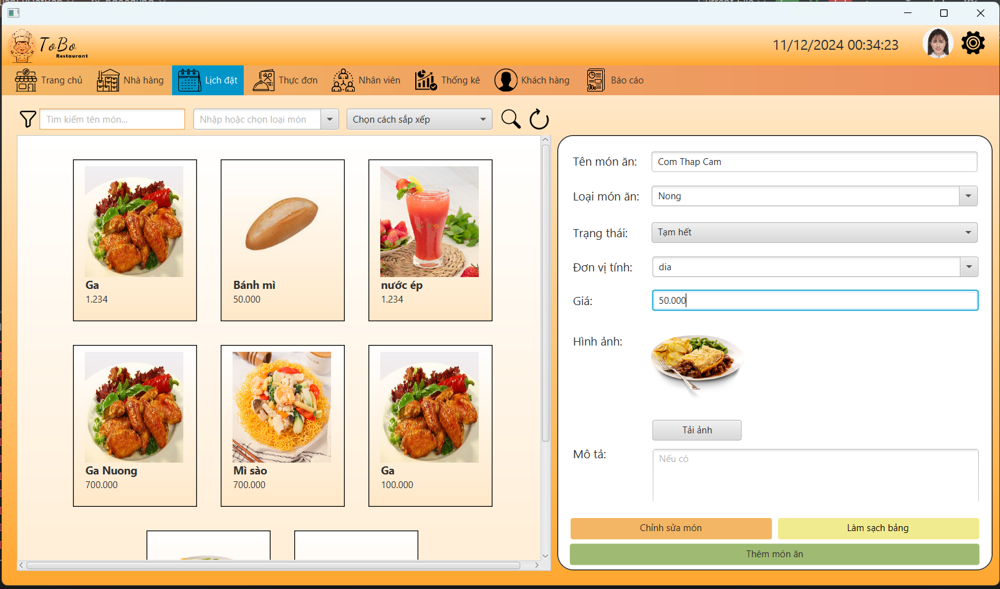 ToBo
Restaurant
11/12/2024 00:34:23
Trang chủ
Nhà hàng
Lịch đặt
Thực đơn
Nhân viên
Thống kê
Khách hàng
Báo cáo
Tìm kiếm tên món...
Nhập hoặc chọn loại món
Chọn cách sắp xếp
Ga
1.234
Bánh mì
50.000
nước ép
1.234
Ga Nuong
700.000
Mì sào
700.000
Ga
100.000
Tên món ăn:
Com Thap Cam
Loại món ăn:
Nong
Trạng thái:
Tạm hết
Đơn vị tính:
dia
Giá:
50.000
Hình ảnh:
Tải ảnh
Mô tả:
Nếu có
Chỉnh sửa món
Làm sạch bảng
Thêm món ăn